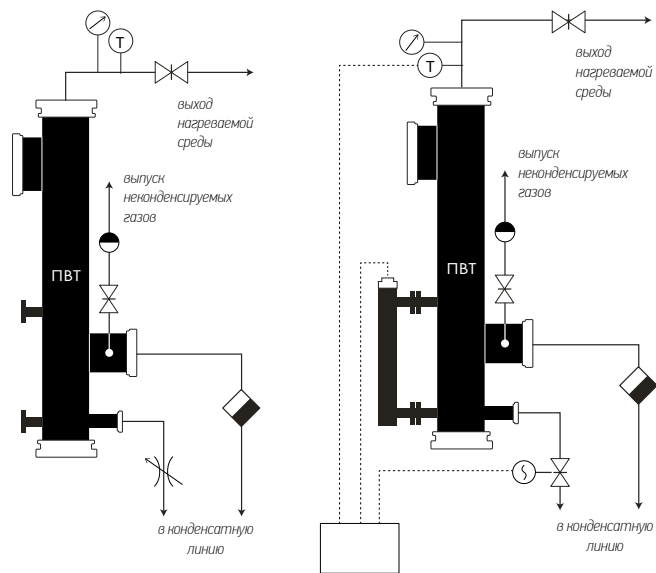 T
выход
нагреваемой
среды
выпуск
неконденсируемых
газов
ПВТ
в конденсатную
линию
T
выход
нагреваемой
среды
выпуск
неконденсируемых
газов
ПВТ
в конденсатную
линию